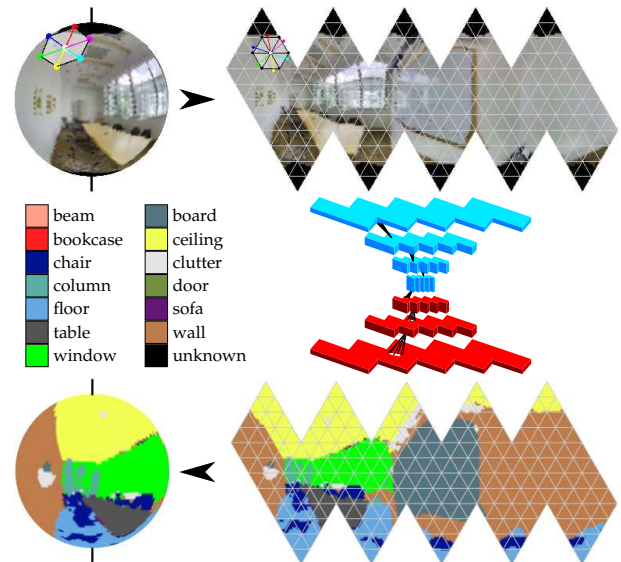 beam board
bookcase ceiling
chair clutter
column door
floor sofa
table wall
window unknown